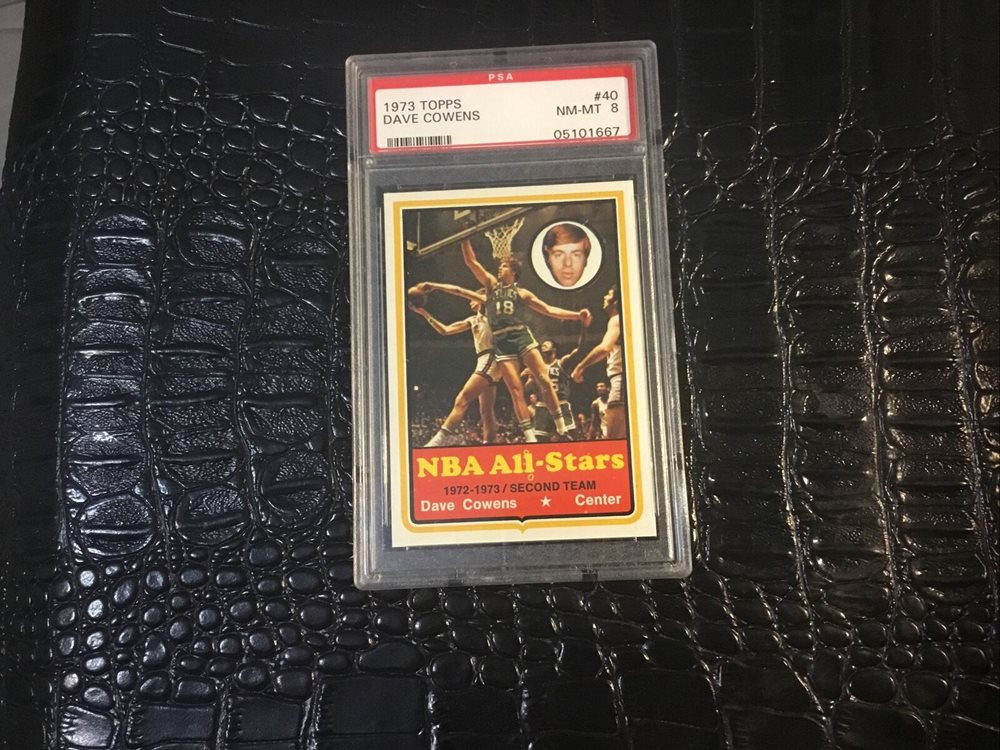 PSA
1973 TOPPS #40
DAVE COWENS NM-MT 8
05101667
18
NBA All-Stars
1972-1973 / SECOND TEAM
Dave Cowens ★ Center